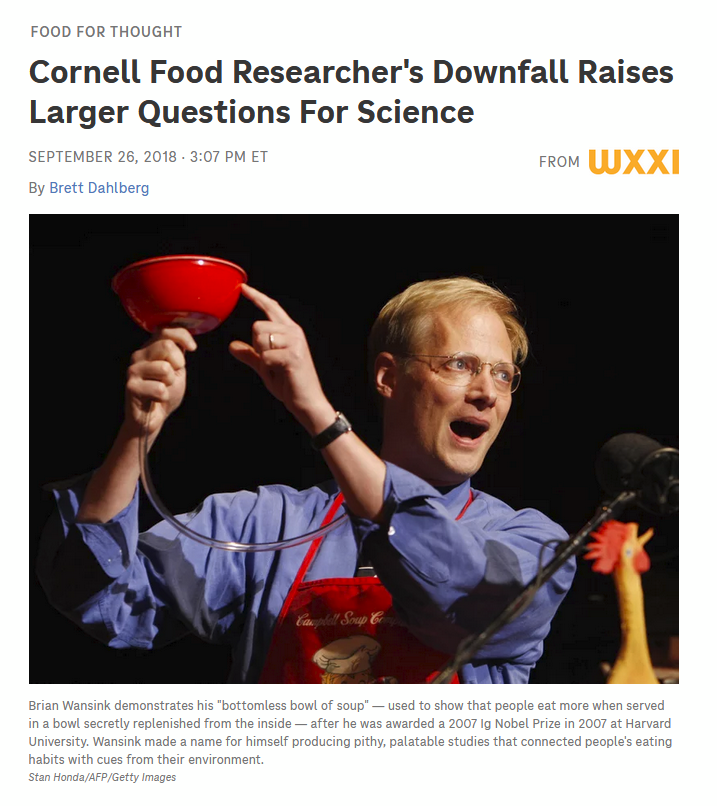 FOOD FOR THOUGHT
Cornell Food Researcher's Downfall Raises
Larger Questions For Science
SEPTEMBER 26, 2018 · 3:07 PM ET
FROM WXXI
By Brett Dahlberg
Campbell Soup
Brian Wansink demonstrates his "bottomless bowl of soup" — used to show that people eat more when served
in a bowl secretly replenished from the inside — after he was awarded a 2007 Ig Nobel Prize in 2007 at Harvard
University. Wansink made a name for himself producing pithy, palatable studies that connected people's eating
habits with cues from their environment.
Stan Honda/AFP/Getty Images